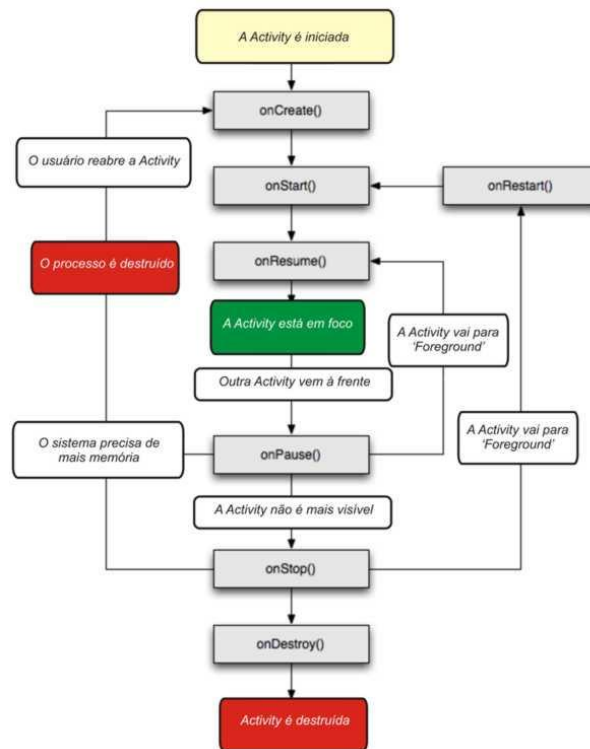 A Activity é iniciada
onCreate()
O usuário reabre a Activity
onStart()
onRestart()
O processo é destruído
onResume()
A Activity está em foco
A Activity vai para
‘Foreground’
Outra Activity vem à frente
O sistema precisa de
mais memória
onPause()
A Activity vai para
‘Foreground’
A Activity não é mais visível
onStop()
onDestroy()
Activity é destruída